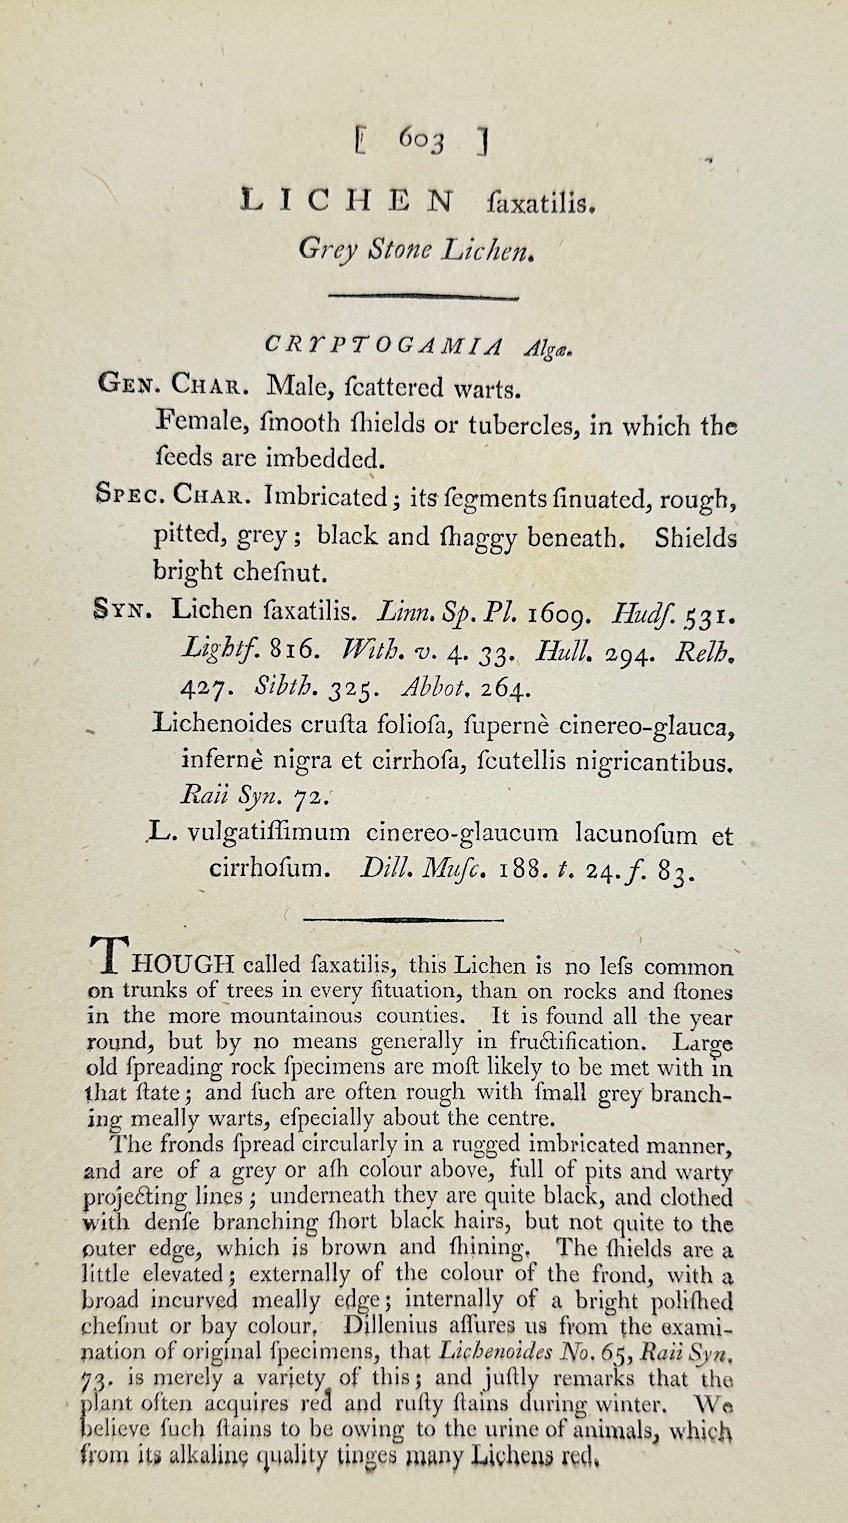 [ 603 ]
LICHEN ſaxatilis.
Grey Stone Lichen.
CRYPTOGAMIA Algæ.
GEN. CHAR. Male, ſcattered warts.
Female, ſmooth ſhields or tubercles, in which the
ſeeds are imbedded.
SPEC. CHAR. Imbricated; its ſegments ſinuated, rough,
pitted, grey; black and ſhaggy beneath. Shields
bright cheſnut.
SYN. Lichen ſaxatilis. Linn. Sp. Pl. 1609. Hudſ. 531.
Lightf. 816. With. v. 4. 33. Hull. 294. Relh.
427. Sibth. 325. Abbot. 264.
Lichenoides cruſta folioſa, ſupernè cinereo-glauca,
infernè nigra et cirrhoſa, ſcutellis nigricantibus.
Raii Syn. 72.
L. vulgatiſſimum cinereo-glaucum lacunoſum et
cirrhoſum. Dill. Muſc. 188. t. 24. f. 83.
THOUGH called ſaxatilis, this Lichen is no leſs common
on trunks of trees in every ſituation, than on rocks and ſtones
in the more mountainous counties. It is found all the year
round, but by no means generally in fructification. Large
old ſpreading rock ſpecimens are moſt likely to be met with in
that ſtate; and ſuch are often rough with ſmall grey branch-
ing meally warts, eſpecially about the centre.
The fronds ſpread circularly in a rugged imbricated manner,
and are of a grey or aſh colour above, full of pits and warty
projecting lines; underneath they are quite black, and clothed
with denſe branching ſhort black hairs, but not quite to the
outer edge, which is brown and ſhining. The ſhields are a
little elevated; externally of the colour of the frond, with a
broad incurved meally edge; internally of a bright poliſhed
cheſnut or bay colour. Dillenius aſſures us from the exami-
nation of original ſpecimens, that Lichenoides No. 65, Raii Syn.
73. is merely a variety of this; and juſtly remarks that the
plant often acquires red and ruſty ſtains during winter. We
believe ſuch ſtains to be owing to the urine of animals, which
from its alkaline quality tinges many Lichens red.